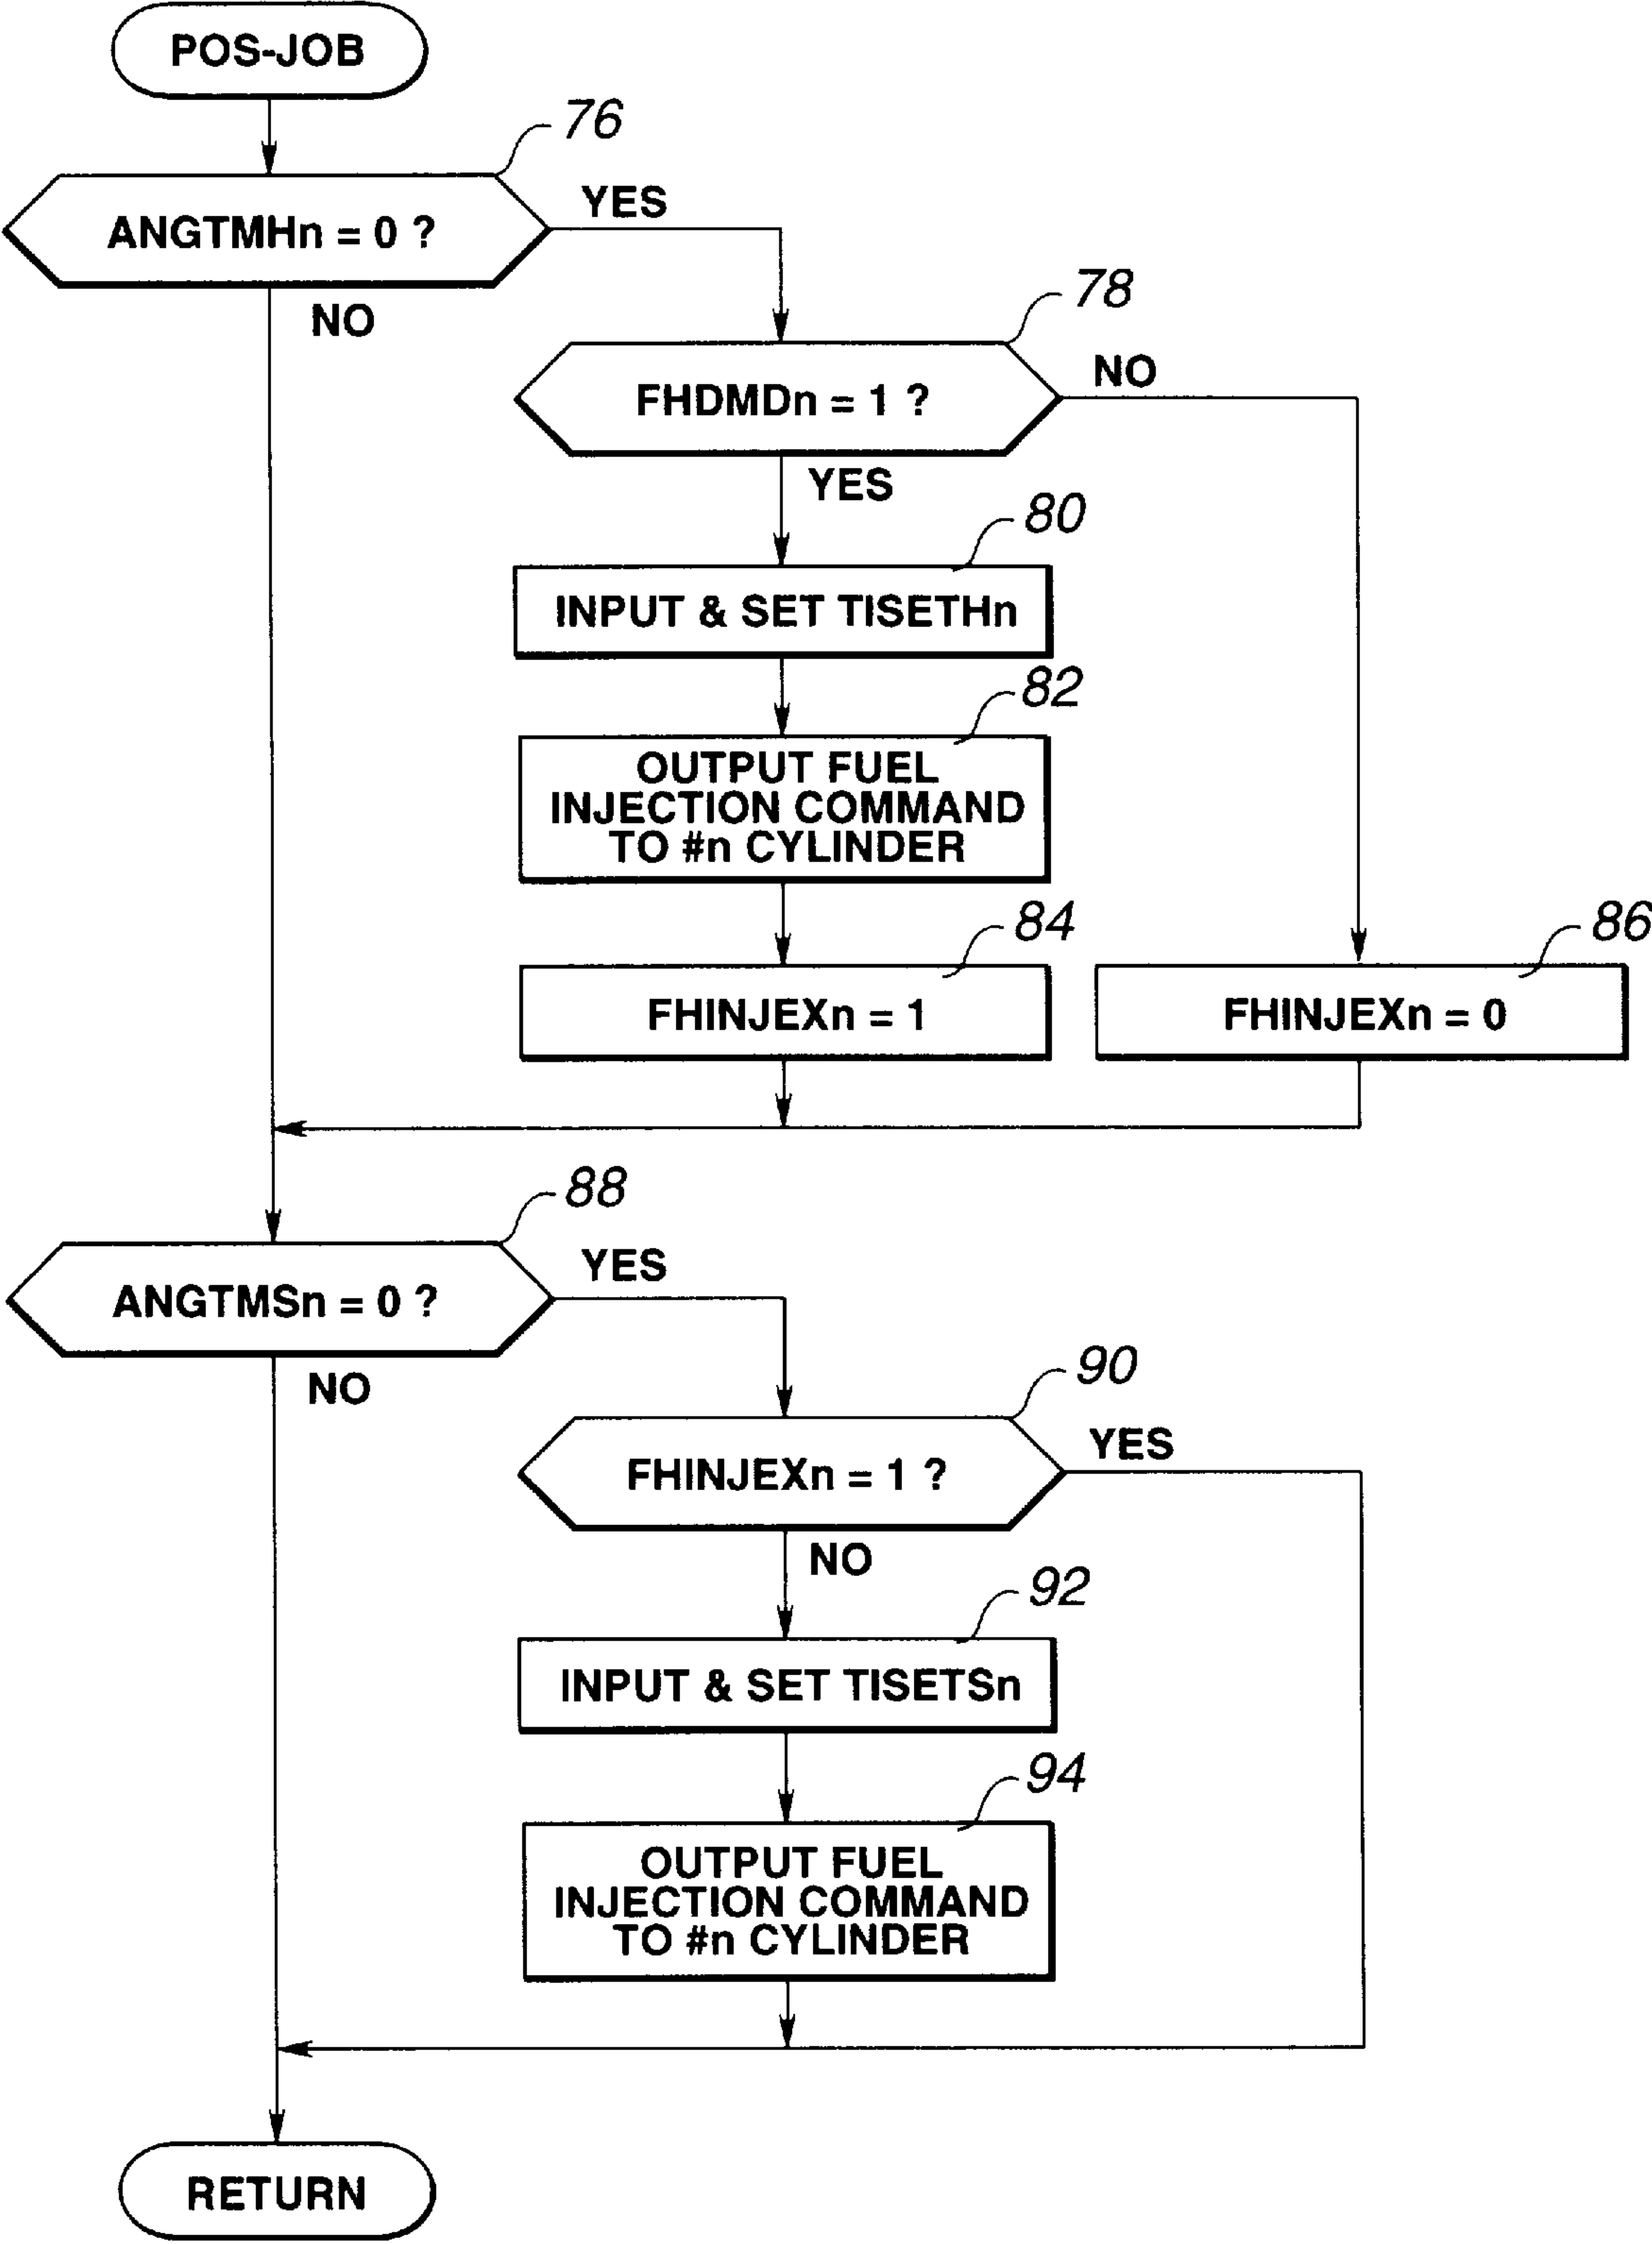 POS-JOB
76
ANGTMHn = 0 ?
YES
NO
78
FHDMDn = 1 ?
NO
YES
80
INPUT & SET TISETHn
82
OUTPUT FUEL
INJECTION COMMAND
TO #n CYLINDER
84
FHINJEXn = 1
86
FHINJEXn = 0
88
ANGTMSn = 0 ?
YES
NO
90
FHINJEXn = 1 ?
YES
NO
92
INPUT & SET TISETSn
94
OUTPUT FUEL
INJECTION COMMAND
TO #n CYLINDER
RETURN